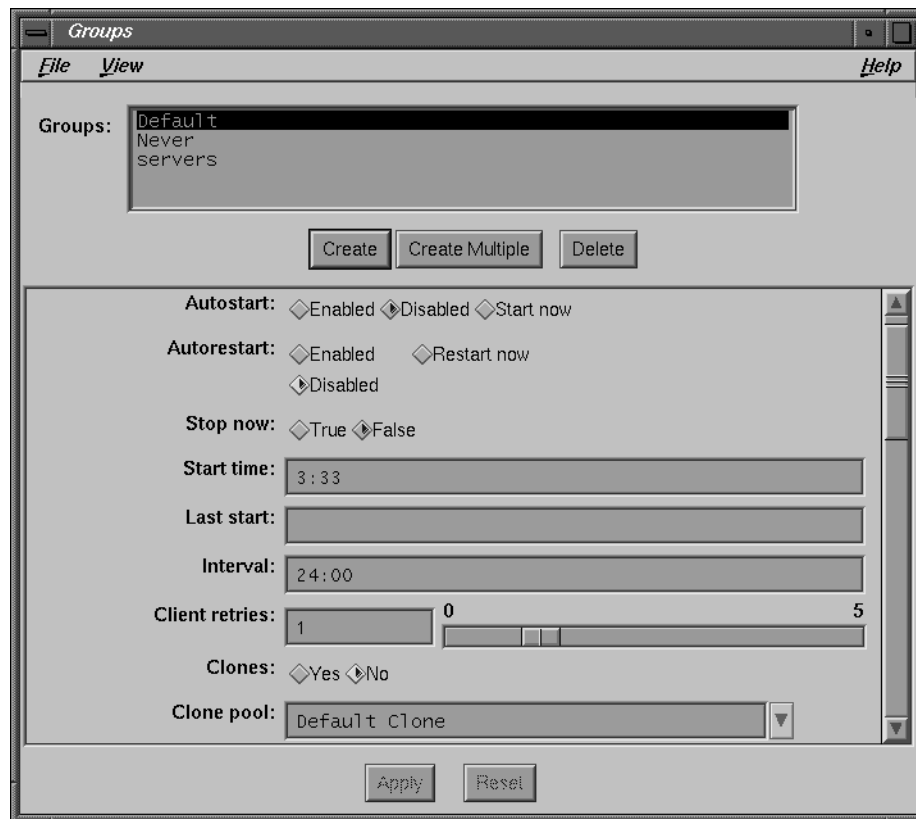 Groups
File View Help
Groups:
Default
Never
servers
Create Create Multiple Delete
Autostart: Enabled Disabled Start now
Autorestart: Enabled Restart now
Disabled
Stop now: True False
Start time: 3:33
Last start:
Interval: 24:00
Client retries: 1 0 5
Clones: Yes No
Clone pool: Default Clone
Apply Reset